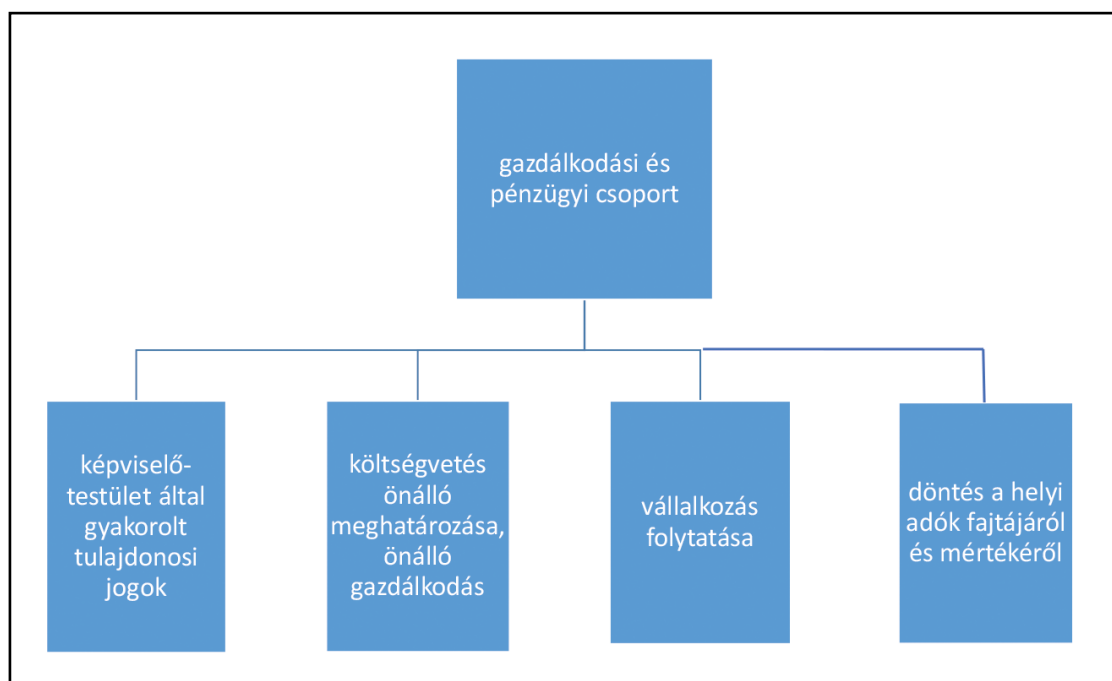 gazdálkodási és
pénzügyi csoport
képviselő-
testület által
gyakorolt
tulajdonosi
jogok
költségvetés
önálló
meghatározása,
önálló
gazdálkodás
vállalkozás
folytatása
döntés a helyi
adók fajtájáról
és mértékéről